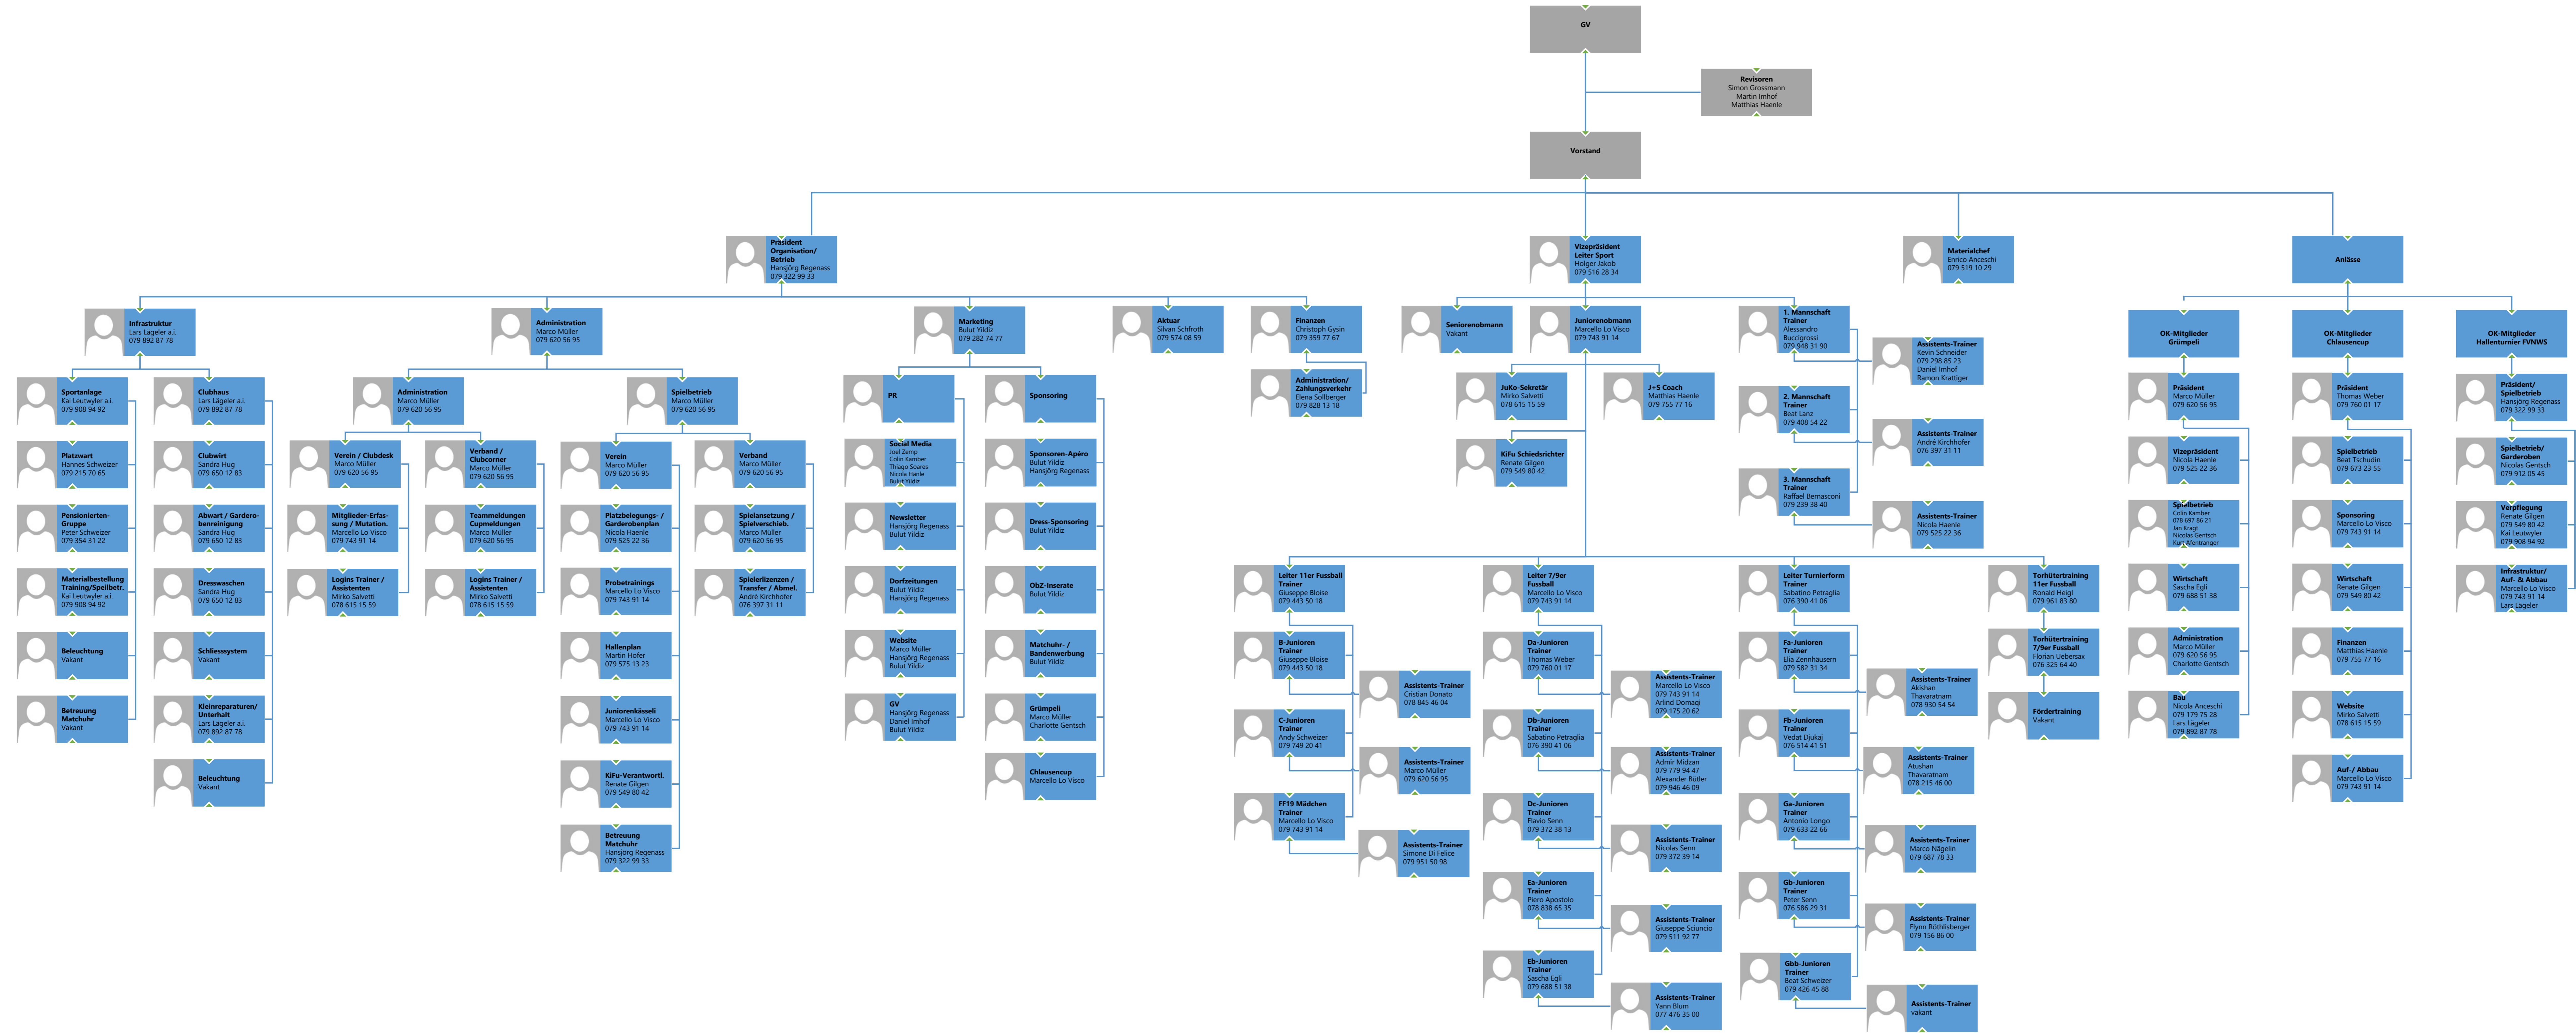 GV
Revisoren
Simon Grossmann
Martin Imhof
Matthias Haenle
Vorstand
Präsident
Organisation/
Betrieb
Hansjörg Regenass
079 322 99 33
Vizepräsident
Leiter Sport
Holger Jakob
079 516 28 34
Materialchef
Enrico Anceschi
079 519 10 29
Anlässe
Infrastruktur
Lars Lägeler a.i.
079 892 87 78
Administration
Marco Müller
079 620 56 95
Marketing
Bulut Yildiz
079 282 74 77
Aktuar
Silvan Schfroth
079 574 08 59
Finanzen
Christoph Gysin
079 359 77 67
Administration/
Zahlungsverkehr
Elena Sollberger
079 828 13 18
Sportanlage
Kai Leutwyler a.i.
079 908 94 92
Platzwart
Hannes Schweizer
079 215 70 65
Pensionierten-
Gruppe
Peter Schweizer
079 354 31 22
Materialbestellung
Training/Speilbetr.
Kai Leutwyler a.i.
079 908 94 92
Beleuchtung
Vakant
Betreuung
Matchuhr
Vakant
Clubhaus
Lars Lägeler a.i.
079 892 87 78
Clubwirt
Sandra Hug
079 650 12 83
Abwart / Gardero-
benreinigung
Sandra Hug
079 650 12 83
Dresswaschen
Sandra Hug
079 650 12 83
Schliesssystem
Vakant
Kleinreparaturen/
Unterhalt
Lars Lägeler a.i.
079 892 87 78
Beleuchtung
Vakant
Administration
Marco Müller
079 620 56 95
Verein / Clubdesk
Marco Müller
079 620 56 95
Mitglieder-Erfas-
sung / Mutation.
Marcello Lo Visco
079 743 91 14
Logins Trainer /
Assistenten
Mirko Salvetti
078 615 15 59
Verband /
Clubcorner
Marco Müller
079 620 56 95
Teammeldungen
Cupmeldungen
Marco Müller
079 620 56 95
Logins Trainer /
Assistenten
Mirko Salvetti
078 615 15 59
Spielbetrieb
Marco Müller
079 620 56 95
Verein
Marco Müller
079 620 56 95
Platzbelegungs- /
Garderobenplan
Nicola Haenle
079 525 22 36
Probetrainings
Marcello Lo Visco
079 743 91 14
Hallenplan
Martin Hofer
079 575 13 23
Juniorenkässeli
Marcello Lo Visco
079 743 91 14
KiFu-Verantwortl.
Renate Gilgen
079 549 80 42
Betreuung
Matchuhr
Hansjörg Regenass
079 322 99 33
Verband
Marco Müller
079 620 56 95
Spielansetzung /
Spielverschieb.
Marco Müller
079 620 56 95
Spielerlizenzen /
Transfer / Abmel.
André Kirchhofer
076 397 31 11
PR
Social Media
Joel Zemp
Colin Kamber
Thiago Soares
Nicola Hänle
Bulut Yildiz
Newsletter
Hansjörg Regenass
Bulut Yildiz
Dorfzeitungen
Bulut Yildiz
Hansjörg Regenass
Website
Marco Müller
Hansjörg Regenass
Bulut Yildiz
GV
Hansjörg Regenass
Daniel Imhof
Bulut Yildiz
Sponsoring
Sponsoren-Apéro
Bulut Yildiz
Hansjörg Regenass
Dress-Sponsoring
Bulut Yildiz
ObZ-Inserate
Bulut Yildiz
Matchuhr- /
Bandenwerbung
Bulut Yildiz
Grümpeli
Marco Müller
Charlotte Gentsch
Chlausencup
Marcello Lo Visco
Seniorenobmann
Vakant
Juniorenobmann
Marcello Lo Visco
079 743 91 14
JuKo-Sekretär
Mirko Salvetti
078 615 15 59
J+S Coach
Matthias Haenle
079 755 77 16
KiFu Schiedsrichter
Renate Gilgen
079 549 80 42
1. Mannschaft
Trainer
Alessandro
Buccigrossi
079 948 31 90
Assistents-Trainer
Kevin Schneider
079 298 85 23
Daniel Imhof
Ramon Krattiger
2. Mannschaft
Trainer
Beat Lanz
079 408 54 22
Assistents-Trainer
André Kirchhofer
076 397 31 11
3. Mannschaft
Trainer
Raffael Bernasconi
079 239 38 40
Assistents-Trainer
Nicola Haenle
079 525 22 36
Leiter 11er Fussball
Trainer
Giuseppe Bloise
079 443 50 18
B-Junioren
Trainer
Giuseppe Bloise
079 443 50 18
Assistents-Trainer
Cristian Donato
078 845 46 04
C-Junioren
Trainer
Andy Schweizer
079 749 20 41
Assistents-Trainer
Marco Müller
079 620 56 95
FF19 Mädchen
Trainer
Marcello Lo Visco
079 743 91 14
Assistents-Trainer
Simone Di Felice
079 951 50 98
Leiter 7/9er
Fussball
Marcello Lo Visco
079 743 91 14
Da-Junioren
Trainer
Thomas Weber
079 760 01 17
Assistents-Trainer
Marcello Lo Visco
079 743 91 14
Arlind Domaqi
079 175 20 62
Db-Junioren
Trainer
Sabatino Petraglia
076 390 41 06
Assistents-Trainer
Admir Midzan
079 779 94 47
Alexander Bütler
079 946 46 09
Dc-Junioren
Trainer
Flavio Senn
079 372 38 13
Assistents-Trainer
Nicolas Senn
079 372 39 14
Ea-Junioren
Trainer
Piero Apostolo
078 838 65 35
Assistents-Trainer
Giuseppe Sciuncio
079 511 92 77
Eb-Junioren
Trainer
Sascha Egli
079 688 51 38
Assistents-Trainer
Yann Blum
077 476 35 00
Leiter Turnierform
Trainer
Sabatino Petraglia
076 390 41 06
Fa-Junioren
Trainer
Elia Zennhäusern
079 582 31 34
Assistents-Trainer
Akishan
Thavaratnam
078 930 54 54
Fb-Junioren
Trainer
Vedat Djukaj
076 514 41 51
Assistents-Trainer
Atushan
Thavaratnam
078 215 46 00
Ga-Junioren
Trainer
Antonio Longo
079 633 22 66
Assistents-Trainer
Marco Nägelin
079 687 78 33
Gb-Junioren
Trainer
Peter Senn
076 586 29 31
Assistents-Trainer
Flynn Röthlisberger
079 156 86 00
Gbb-Junioren
Trainer
Beat Schweizer
079 426 45 88
Assistents-Trainer
vakant
Torhütertraining
11er Fussball
Ronald Heigl
079 961 83 80
Torhütertraining
7/9er Fussball
Florian Uebersax
076 325 64 40
Fördertraining
Vakant
OK-Mitglieder
Grümpeli
Präsident
Marco Müller
079 620 56 95
Vizepräsident
Nicola Haenle
079 525 22 36
Spielbetrieb
Colin Kamber
078 697 86 21
Jan Kragt
Nicolas Gentsch
Kurt Allentranger
Wirtschaft
Sascha Egli
079 688 51 38
Administration
Marco Müller
079 620 56 95
Charlotte Gentsch
Bau
Nicola Anceschi
079 179 75 28
Lars Lägeler
079 892 87 78
OK-Mitglieder
Chlausencup
Präsident
Thomas Weber
079 760 01 17
Spielbetrieb
Beat Tschudin
079 673 23 55
Sponsoring
Marcello Lo Visco
079 743 91 14
Wirtschaft
Renate Gilgen
079 549 80 42
Finanzen
Matthias Haenle
079 755 77 16
Website
Mirko Salvetti
078 615 15 59
Auf-/ Abbau
Marcello Lo Visco
079 743 91 14
OK-Mitglieder
Hallenturnier FVNWS
Präsident/
Spielbetrieb
Hansjörg Regenass
079 322 99 33
Spielbetrieb/
Garderoben
Nicolas Gentsch
079 912 05 45
Verpflegung
Renate Gilgen
079 549 80 42
Kai Leutwyler
079 908 94 92
Infrastruktur/
Auf- & Abbau
Marcello Lo Visco
079 743 91 14
Lars Lägeler